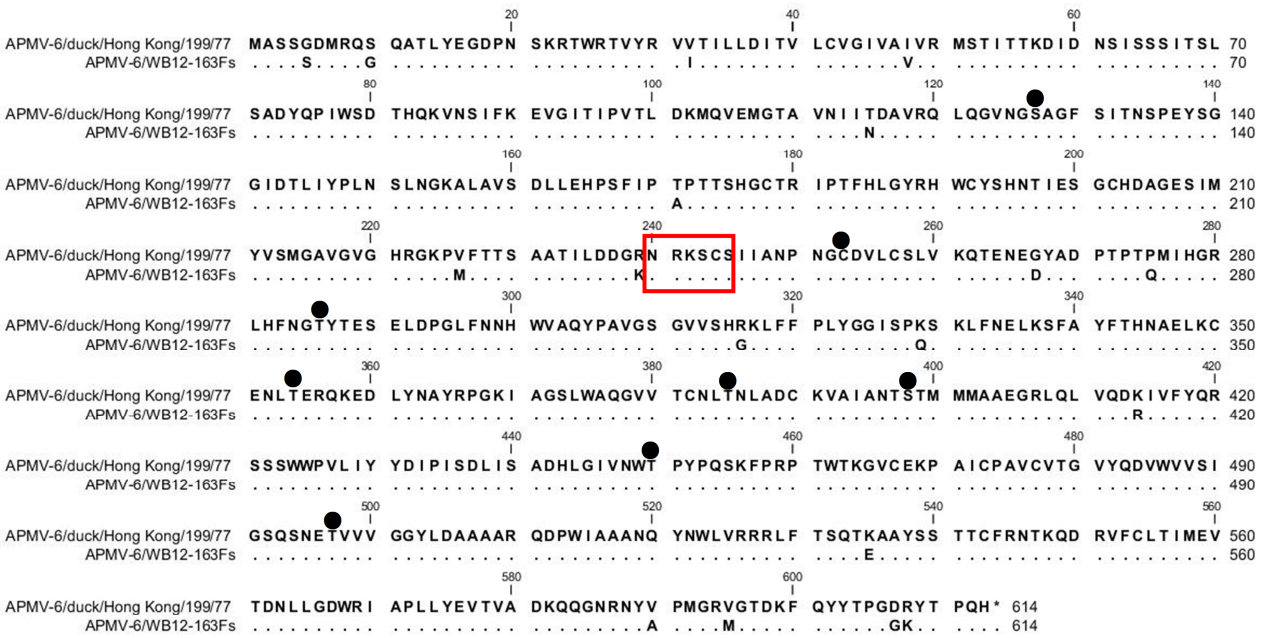 20 40 60
APMV-6/duck/Hong Kong/199/77 MASSGDMRQS QATLYEGDPN SKRTWRTVYR VVTILLDITV LCVGIVAIVR MSTITTKDID NSISSSITSL 70
APMV-6/WB12-163Fs ....S....G .......... .......... .I........ .......V.. .......... .......... 70
80 100 120 140
APMV-6/duck/Hong Kong/199/77 SADYQPIWSD THQKVNSIFK EVGITIPVTL DKMQVEMGTA VNIITDAVRQ LQGVNGSAGF SITNSPEYSG 140
APMV-6/WB12-163Fs .......... .......... .......... .......... ....N..... .......... .......... 140
160 180 200
APMV-6/duck/Hong Kong/199/77 GIDTLIYPLN SLNGKALAVS DLLEHPSFIP TPTTSHGCTR IPTFHLGYRH WCYSHNTIES GCHDAGESIM 210
APMV-6/WB12-163Fs .......... .......... .......... A......... .......... .......... .......... 210
220 240 260 280
APMV-6/duck/Hong Kong/199/77 YVSMGAVGVG HRGKPVFTTS AATILDDGRN RKSCSIIANP NGCDVLCSLV KQTENEGYAD PTPTPMIHGR 280
APMV-6/WB12-163Fs .......... .....M.... ........K. .......... .......... ......D... ....Q..... 280
300 320 340
APMV-6/duck/Hong Kong/199/77 LHFNGTYTES ELDPGLFNNH WVAQYPAVGS GVVSHRKLFF PLYGGISPKS KLFNELKSFA YFTHNAELKC 350
APMV-6/WB12-163Fs .......... .......... .......... .....G.... ........Q. .......... .......... 350
360 380 400 420
APMV-6/duck/Hong Kong/199/77 ENLTERQKED LYNAYRPGKI AGSLWAQGVV TCNLTNLADC KVAIANTSTM MMAAEGRLQL VQDKIVFYQR 420
APMV-6/WB12-163Fs .......... .......... .......... .......... .......... .......... ...R...... 420
440 460 480
APMV-6/duck/Hong Kong/199/77 SSSWWPVLIY YDIPISDLIS ADHLGIVNWT PYPQSKFPRP TWTKGVCEKP AICPAVCVTG VYQDVWVVSI 490
APMV-6/WB12-163Fs .......... .......... .......... .......... .......... .......... .......... 490
500 520 540 560
APMV-6/duck/Hong Kong/199/77 GSQSNETVVV GGYLDAAAAR QDPWIAAANQ YNWLVRRRLF TSQTKAAYSS TTCFRNTKQD RVFCLTIMEV 560
APMV-6/WB12-163Fs .......... .......... .......... .......... ....E..... .......... .......... 560
580 600
APMV-6/duck/Hong Kong/199/77 TDNLLGDWRI APLLYEVTVA DKQQGNRNYV PMGRVGTDKF QYYTPGDRYT PQH* 614
APMV-6/WB12-163Fs .......... .......... .........A ....M..... ......GK.. .... 614